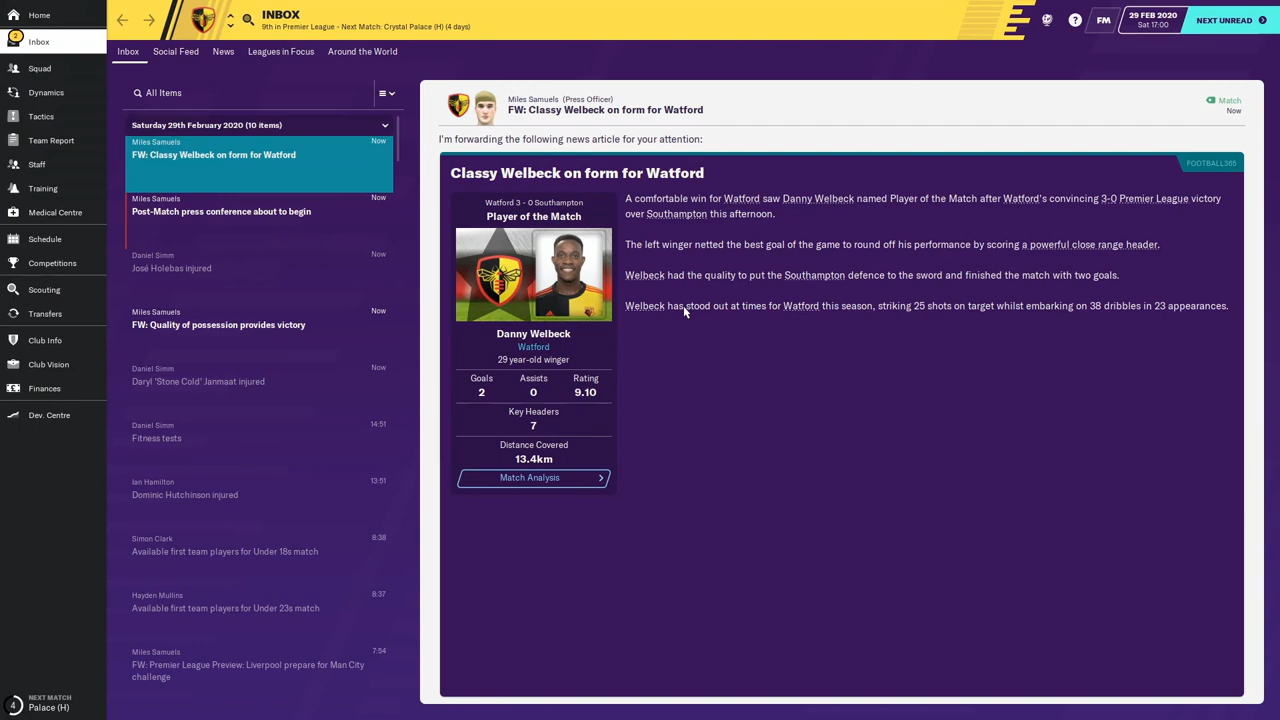 Home
2
Inbox
Squad
Dynamics
Tactics
Team Report
Staff
Training
Medical Centre
Schedule
Competitions
Scouting
Transfers
Club Info
Club Vision
Finances
Dev. Centre
4
NEXT MATCH
Palace (H)
INBOX
9th in Premier League - Next Match: Crystal Palace (H) (4 days)
?
FM
29 FEB 2020
Sat 17:00
NEXT UNREAD
Inbox
Social Feed
News
Leagues in Focus
Around the World
All Items
Saturday 29th February 2020 (10 items)
Miles Samuels
Now
FW: Classy Welbeck on form for Watford
Miles Samuels
Now
Post-Match press conference about to begin
Daniel Simm
Now
José Holebas injured
Miles Samuels
Now
FW: Quality of possession provides victory
Daniel Simm
Now
Daryl 'Stone Cold' Janmaat injured
Daniel Simm
14:51
Fitness tests
Ian Hamilton
13:51
Dominic Hutchinson injured
Simon Clark
8:38
Available first team players for Under 18s match
Hayden Mullins
8:37
Available first team players for Under 23s match
Miles Samuels
7:54
FW: Premier League Preview: Liverpool prepare for Man City
challenge
Miles Samuels (Press Officer)
FW: Classy Welbeck on form for Watford
Match
Now
I'm forwarding the following news article for your attention:
FOOTBALL365
Classy Welbeck on form for Watford
Watford 3 - 0 Southampton
Player of the Match
Danny Welbeck
Watford
29 year-old winger
Goals
Assists
Rating
2
0
9.10
Key Headers
7
Distance Covered
13.4km
Match Analysis
A comfortable win for Watford saw Danny Welbeck named Player of the Match after Watford's convincing 3-0 Premier League victory
over Southampton this afternoon.
The left winger netted the best goal of the game to round off his performance by scoring a powerful close range header.
Welbeck had the quality to put the Southampton defence to the sword and finished the match with two goals.
Welbeck has stood out at times for Watford this season, striking 25 shots on target whilst embarking on 38 dribbles in 23 appearances.